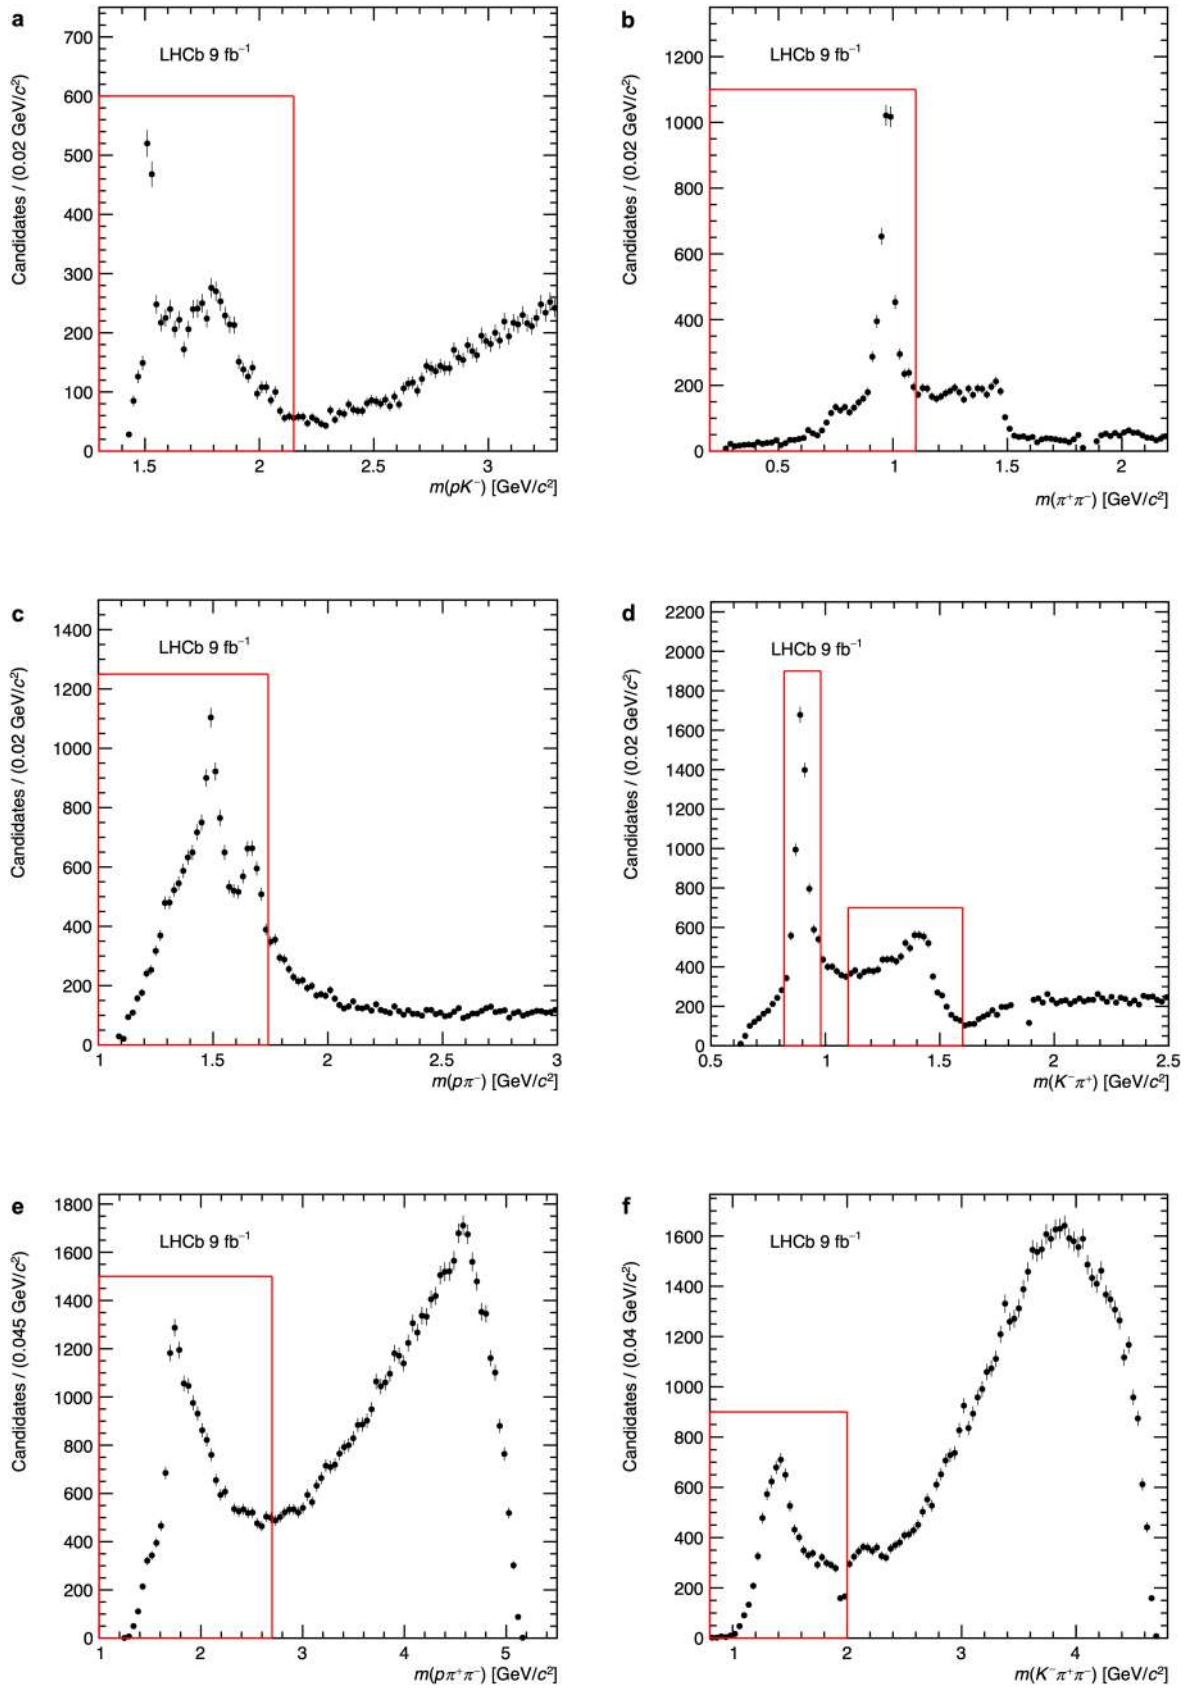 a
LHCb 9 fb⁻¹
Candidates / (0.02 GeV/c²)
700
600
500
400
300
200
100
0
1.5 2 2.5 3
m(pK⁻) [GeV/c²]
b
LHCb 9 fb⁻¹
Candidates / (0.02 GeV/c²)
1200
1000
800
600
400
200
0
0.5 1 1.5 2
m(π⁺π⁻) [GeV/c²]
c
LHCb 9 fb⁻¹
Candidates / (0.02 GeV/c²)
1400
1200
1000
800
600
400
200
0
1 1.5 2 2.5 3
m(pπ⁻) [GeV/c²]
d
LHCb 9 fb⁻¹
Candidates / (0.02 GeV/c²)
2200
2000
1800
1600
1400
1200
1000
800
600
400
200
0
0.5 1 1.5 2 2.5
m(K⁻π⁺) [GeV/c²]
e
LHCb 9 fb⁻¹
Candidates / (0.045 GeV/c²)
1800
1600
1400
1200
1000
800
600
400
200
0
1 2 3 4 5
m(pπ⁺π⁻) [GeV/c²]
f
LHCb 9 fb⁻¹
Candidates / (0.04 GeV/c²)
1600
1400
1200
1000
800
600
400
200
0
1 2 3 4
m(K⁻π⁺π⁻) [GeV/c²]